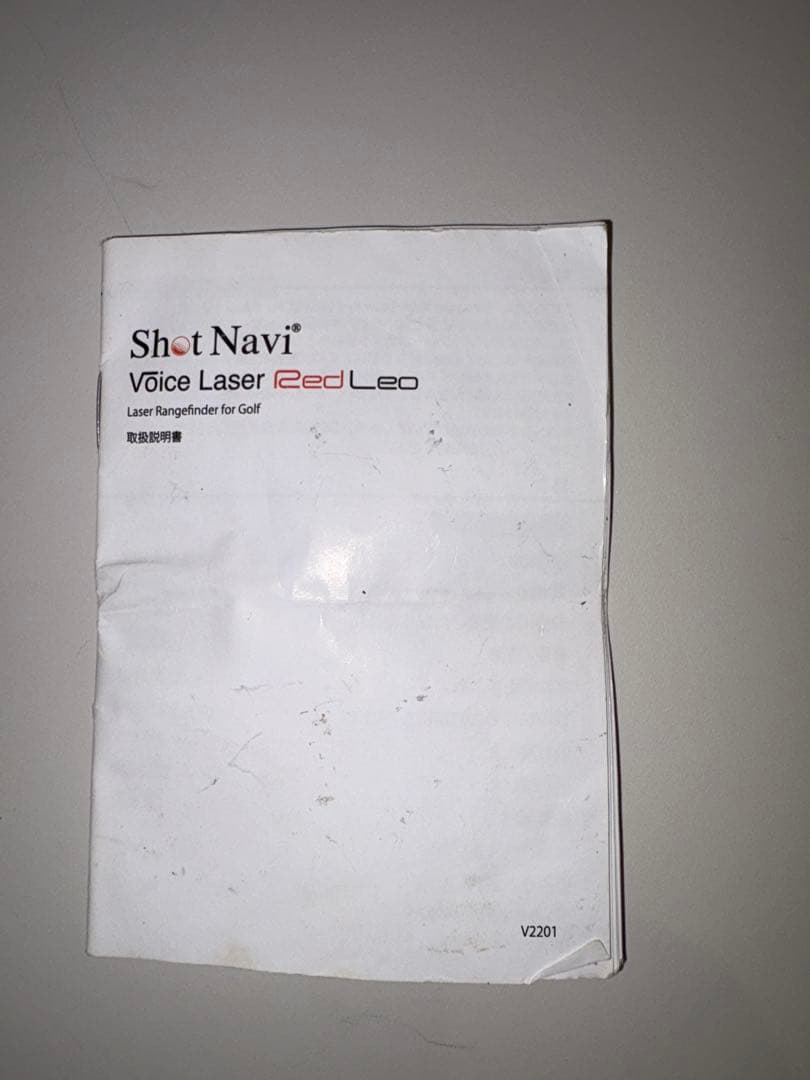 Shot Navi®
Voice Laser Red Leo
Laser Rangefinder for Golf
取扱説明書
V2201